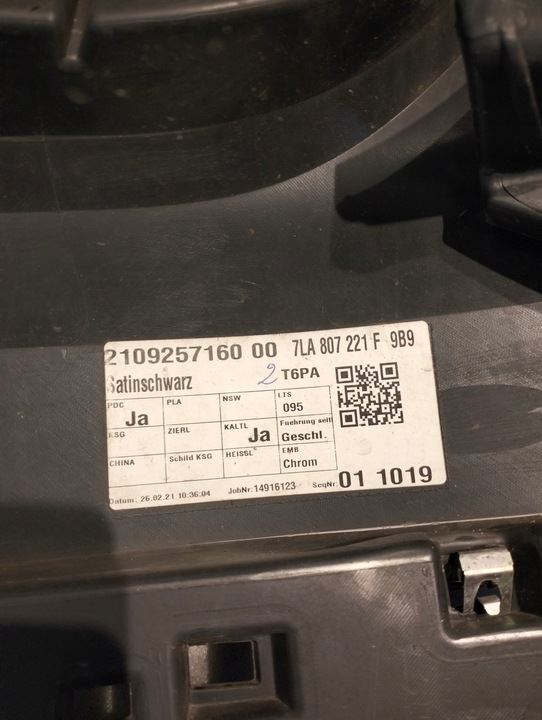 2109257160 00 7LA 807 221 F 9B9
Satinschwarz 2 T6PA
PDC PLA NSW LTS
Ja 095
KSG ZIERL KALTL Fuehrung seitl
Ja Geschl.
CHINA Schild KSG HEISSL EMB
Chrom
Datum: 26.02.21 10:36:04 JobNr:14916123 SeqNr: 01 1019